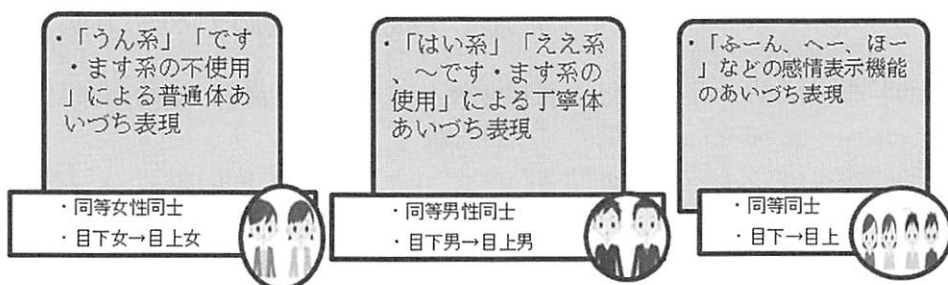 ・「うん系」「です
・ます系の不使用
」による普通体あ
いづち表現
・同等女性同士
・目下女→目上女
・「はい系」「ええ系
、～です・ます系の
使用」による丁寧体
あいづち表現
・同等男性同士
・目下男→目上男
・「ふーん、へー、ほー
」などの感情表示機能
のあいづち表現
・同等同士
・目下→目上